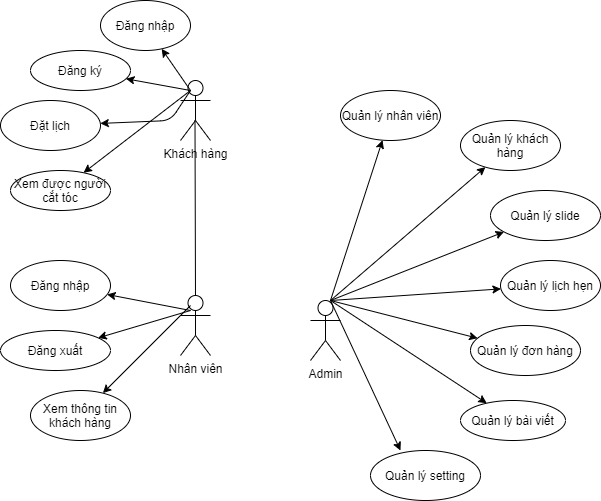 Đăng nhập
Đăng ký
Đặt lịch
Khách hàng
Xem được người
cắt tóc
Đăng nhập
Đăng xuất
Nhân viên
Xem thông tin
khách hàng
Quản lý nhân viên
Quản lý khách
hàng
Quản lý slide
Quản lý lịch hẹn
Quản lý đơn hàng
Admin
Quản lý bài viết
Quản lý setting